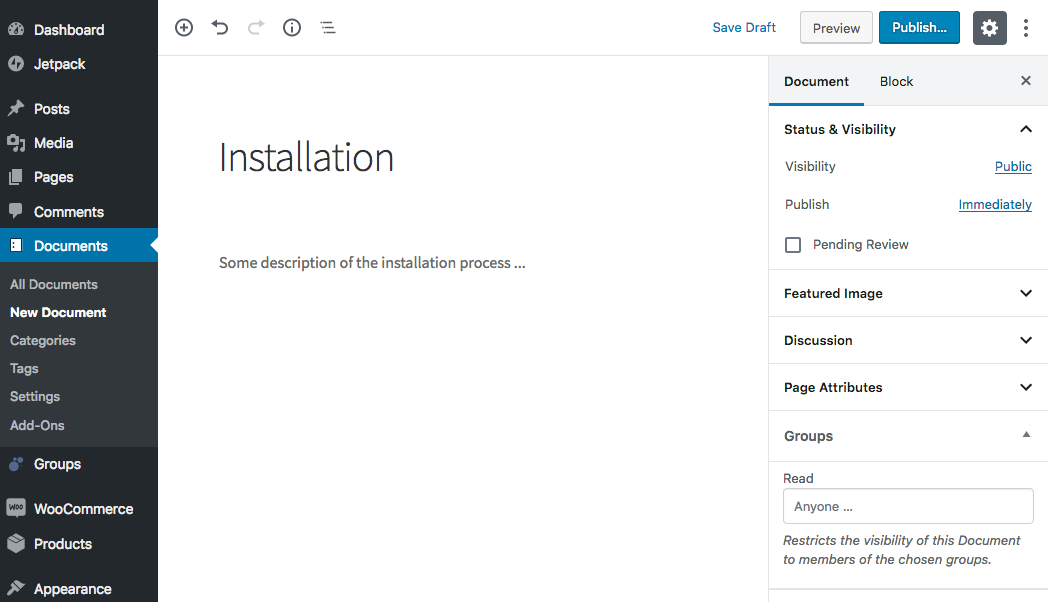 Dashboard
Jetpack
Posts
Media
Pages
Comments
Documents
All Documents
New Document
Categories
Tags
Settings
Add-Ons
Groups
WOO WooCommerce
Products
Appearance
Save Draft Preview Publish...
Installation
Some description of the installation process ...
Document Block
Status & Visibility
Visibility Public
Publish Immediately
Pending Review
Featured Image
Discussion
Page Attributes
Groups
Read
Anyone ...
Restricts the visibility of this Document
to members of the chosen groups.